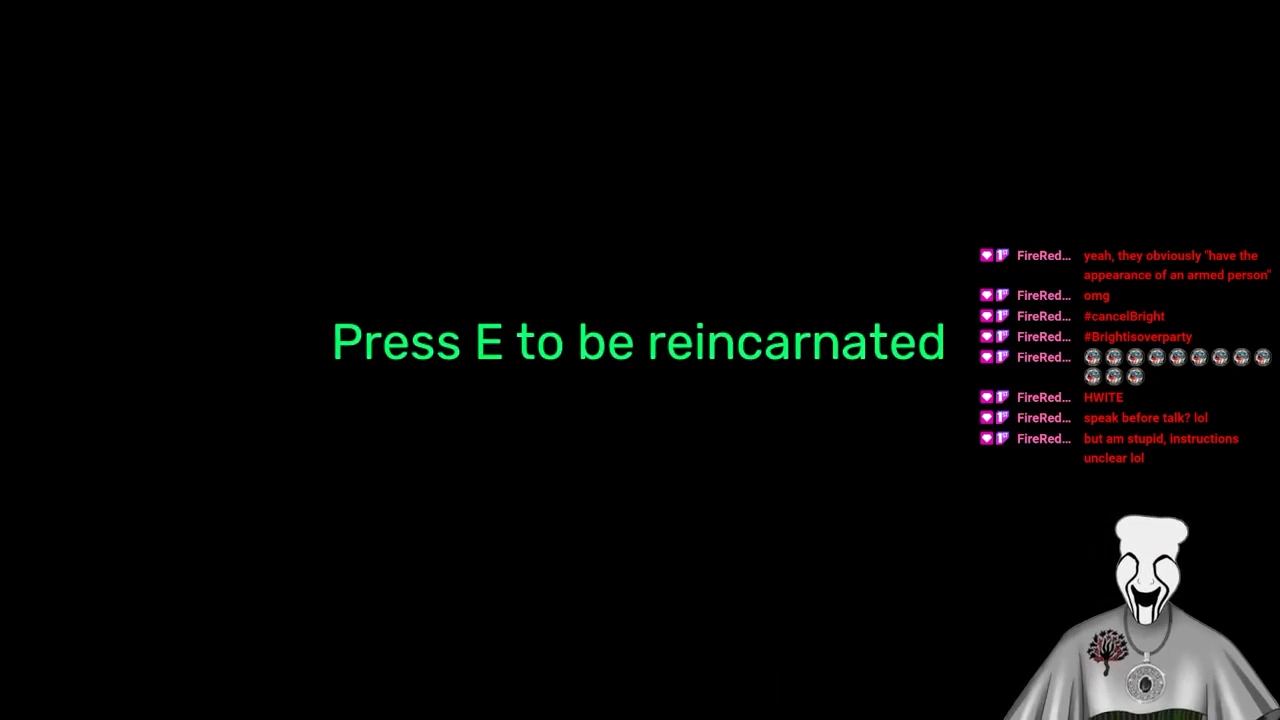 Press E to be reincarnated
FireRed... yeah, they obviously "have the
appearance of an armed person"
FireRed... omg
FireRed... #cancelBright
FireRed... #Brightisoverparty
FireRed...
FireRed... HWITE
FireRed... speak before talk? lol
FireRed... but am stupid, instructions
unclear lol